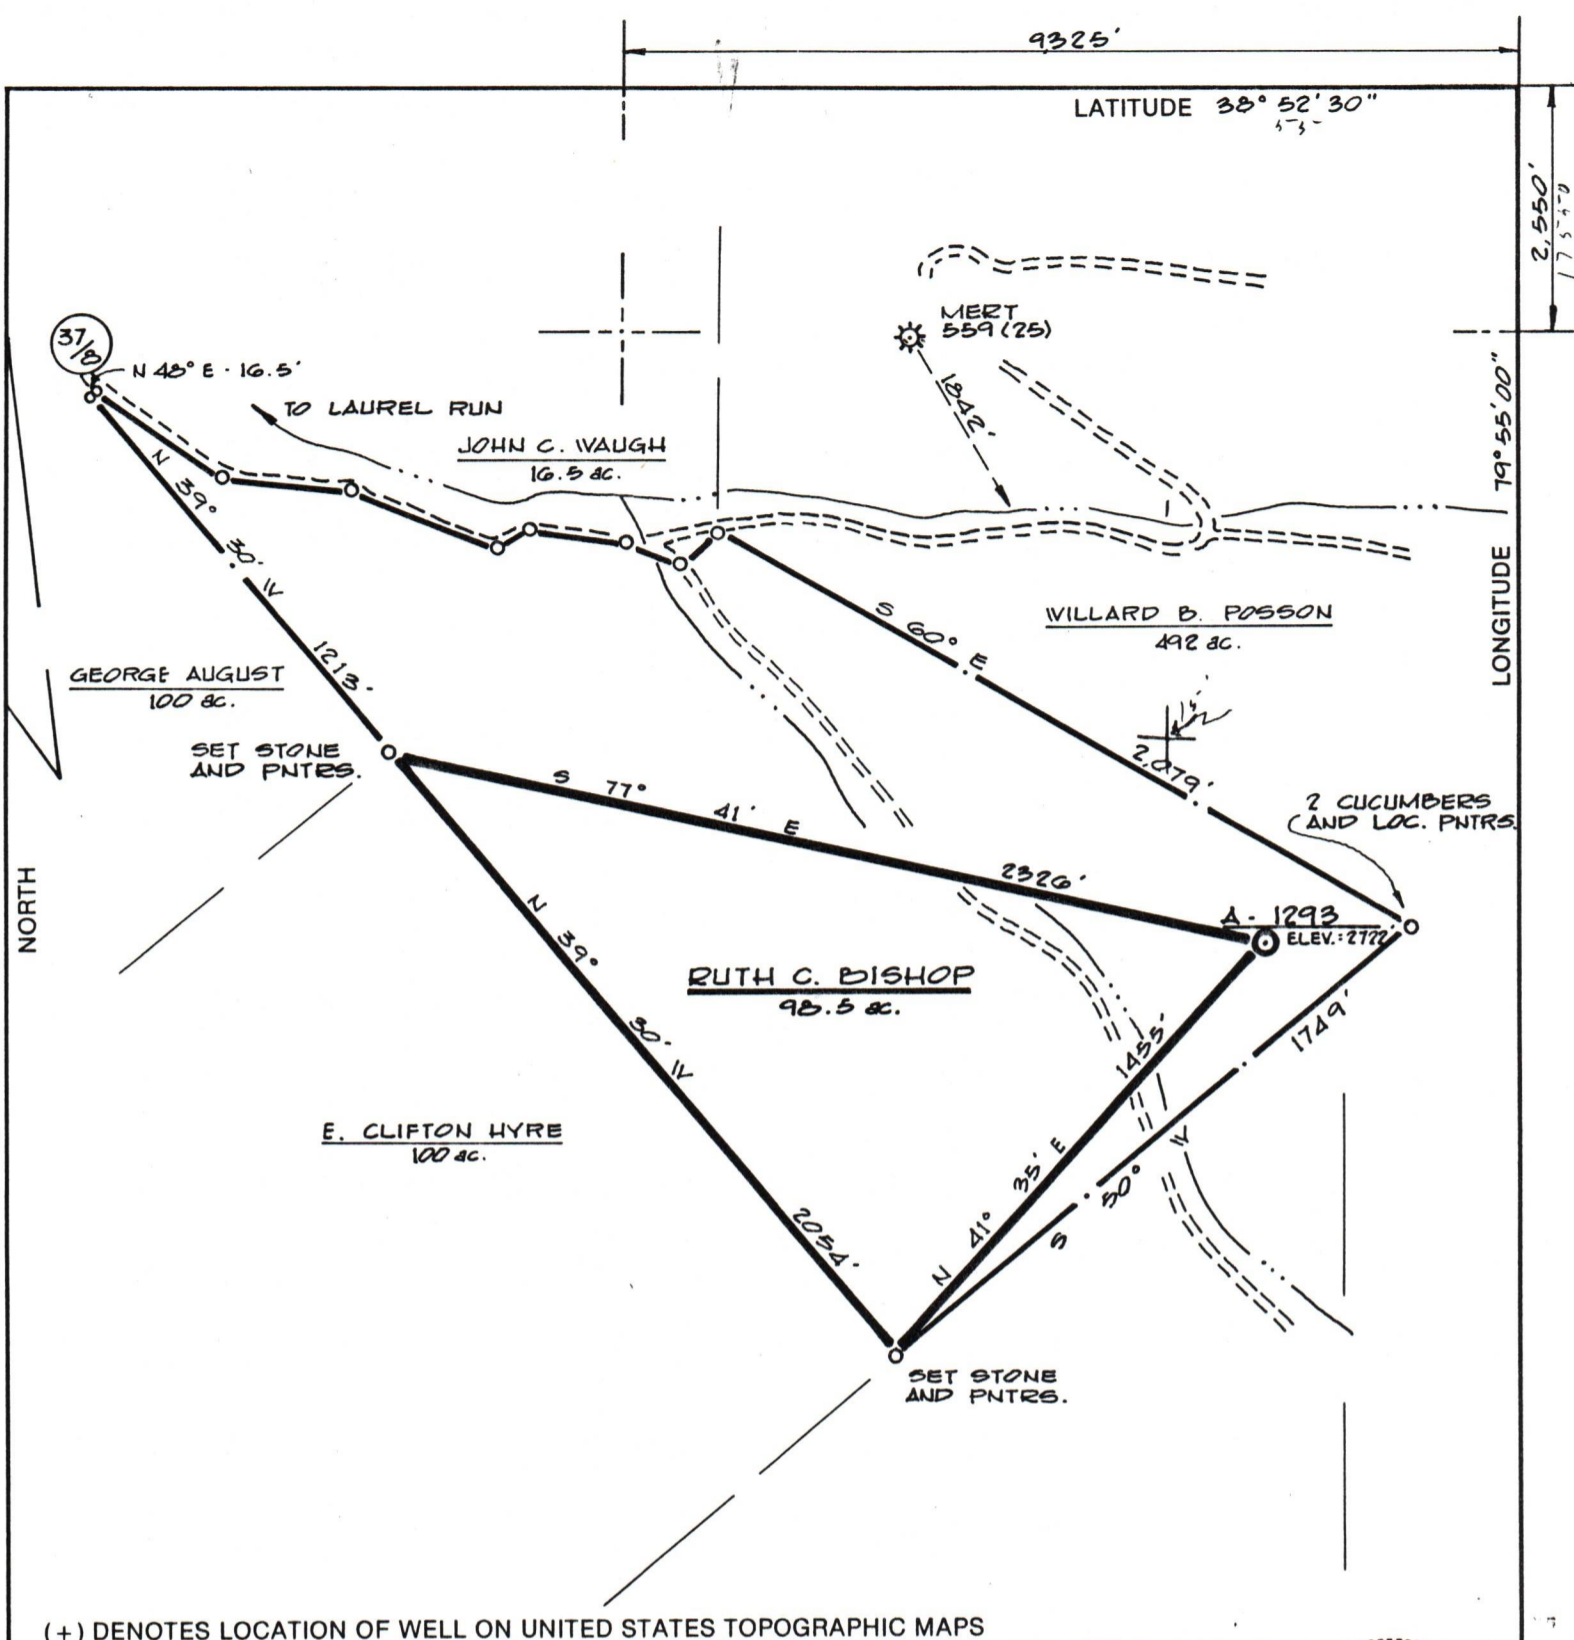 9325'
LATITUDE 38° 52' 30"
2,550'
MERT
559 (25)
1842'
37/8
N 48° E - 16.5'
TO LAUREL RUN
JOHN C. WAUGH
16.5 ac.
LONGITUDE 79° 55' 00"
N 39° 30' W
1213'
S 60° E
2,079'
WILLARD B. POSSON
492 ac.
GEORGE AUGUST
100 ac.
SET STONE
AND PNTRS.
S 77° 41' E
2326'
2 CUCUMBERS
AND LOC. PNTRS.
A - 1293
ELEV.: 2722
NORTH
RUTH C. BISHOP
98.5 ac.
N 39° 30' W
2054'
1455'
N 41° 35' E
1749'
S 50° W
E. CLIFTON HYRE
100 ac.
SET STONE
AND PNTRS.
(+) DENOTES LOCATION OF WELL ON UNITED STATES TOPOGRAPHIC MAPS